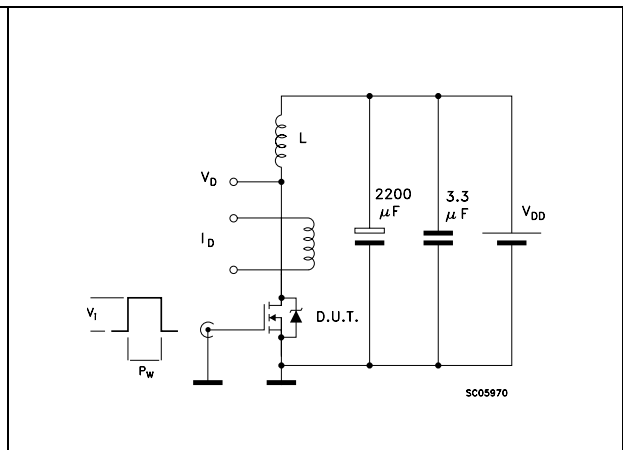 L
V_D
2200
μF
3.3
μF
V_DD
I_D
D.U.T.
V_i
P_W
SC05970